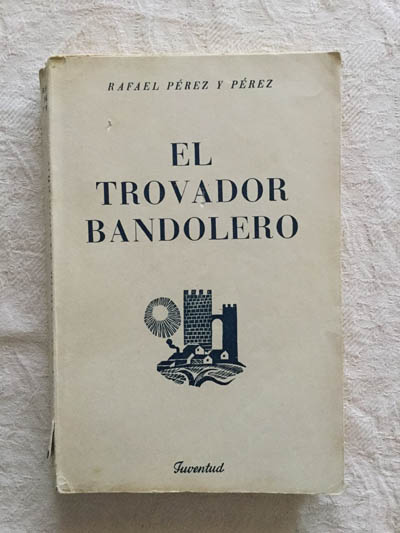 RAFAEL PÉREZ Y PÉREZ
EL
TROVADOR
BANDOLERO
Juventud